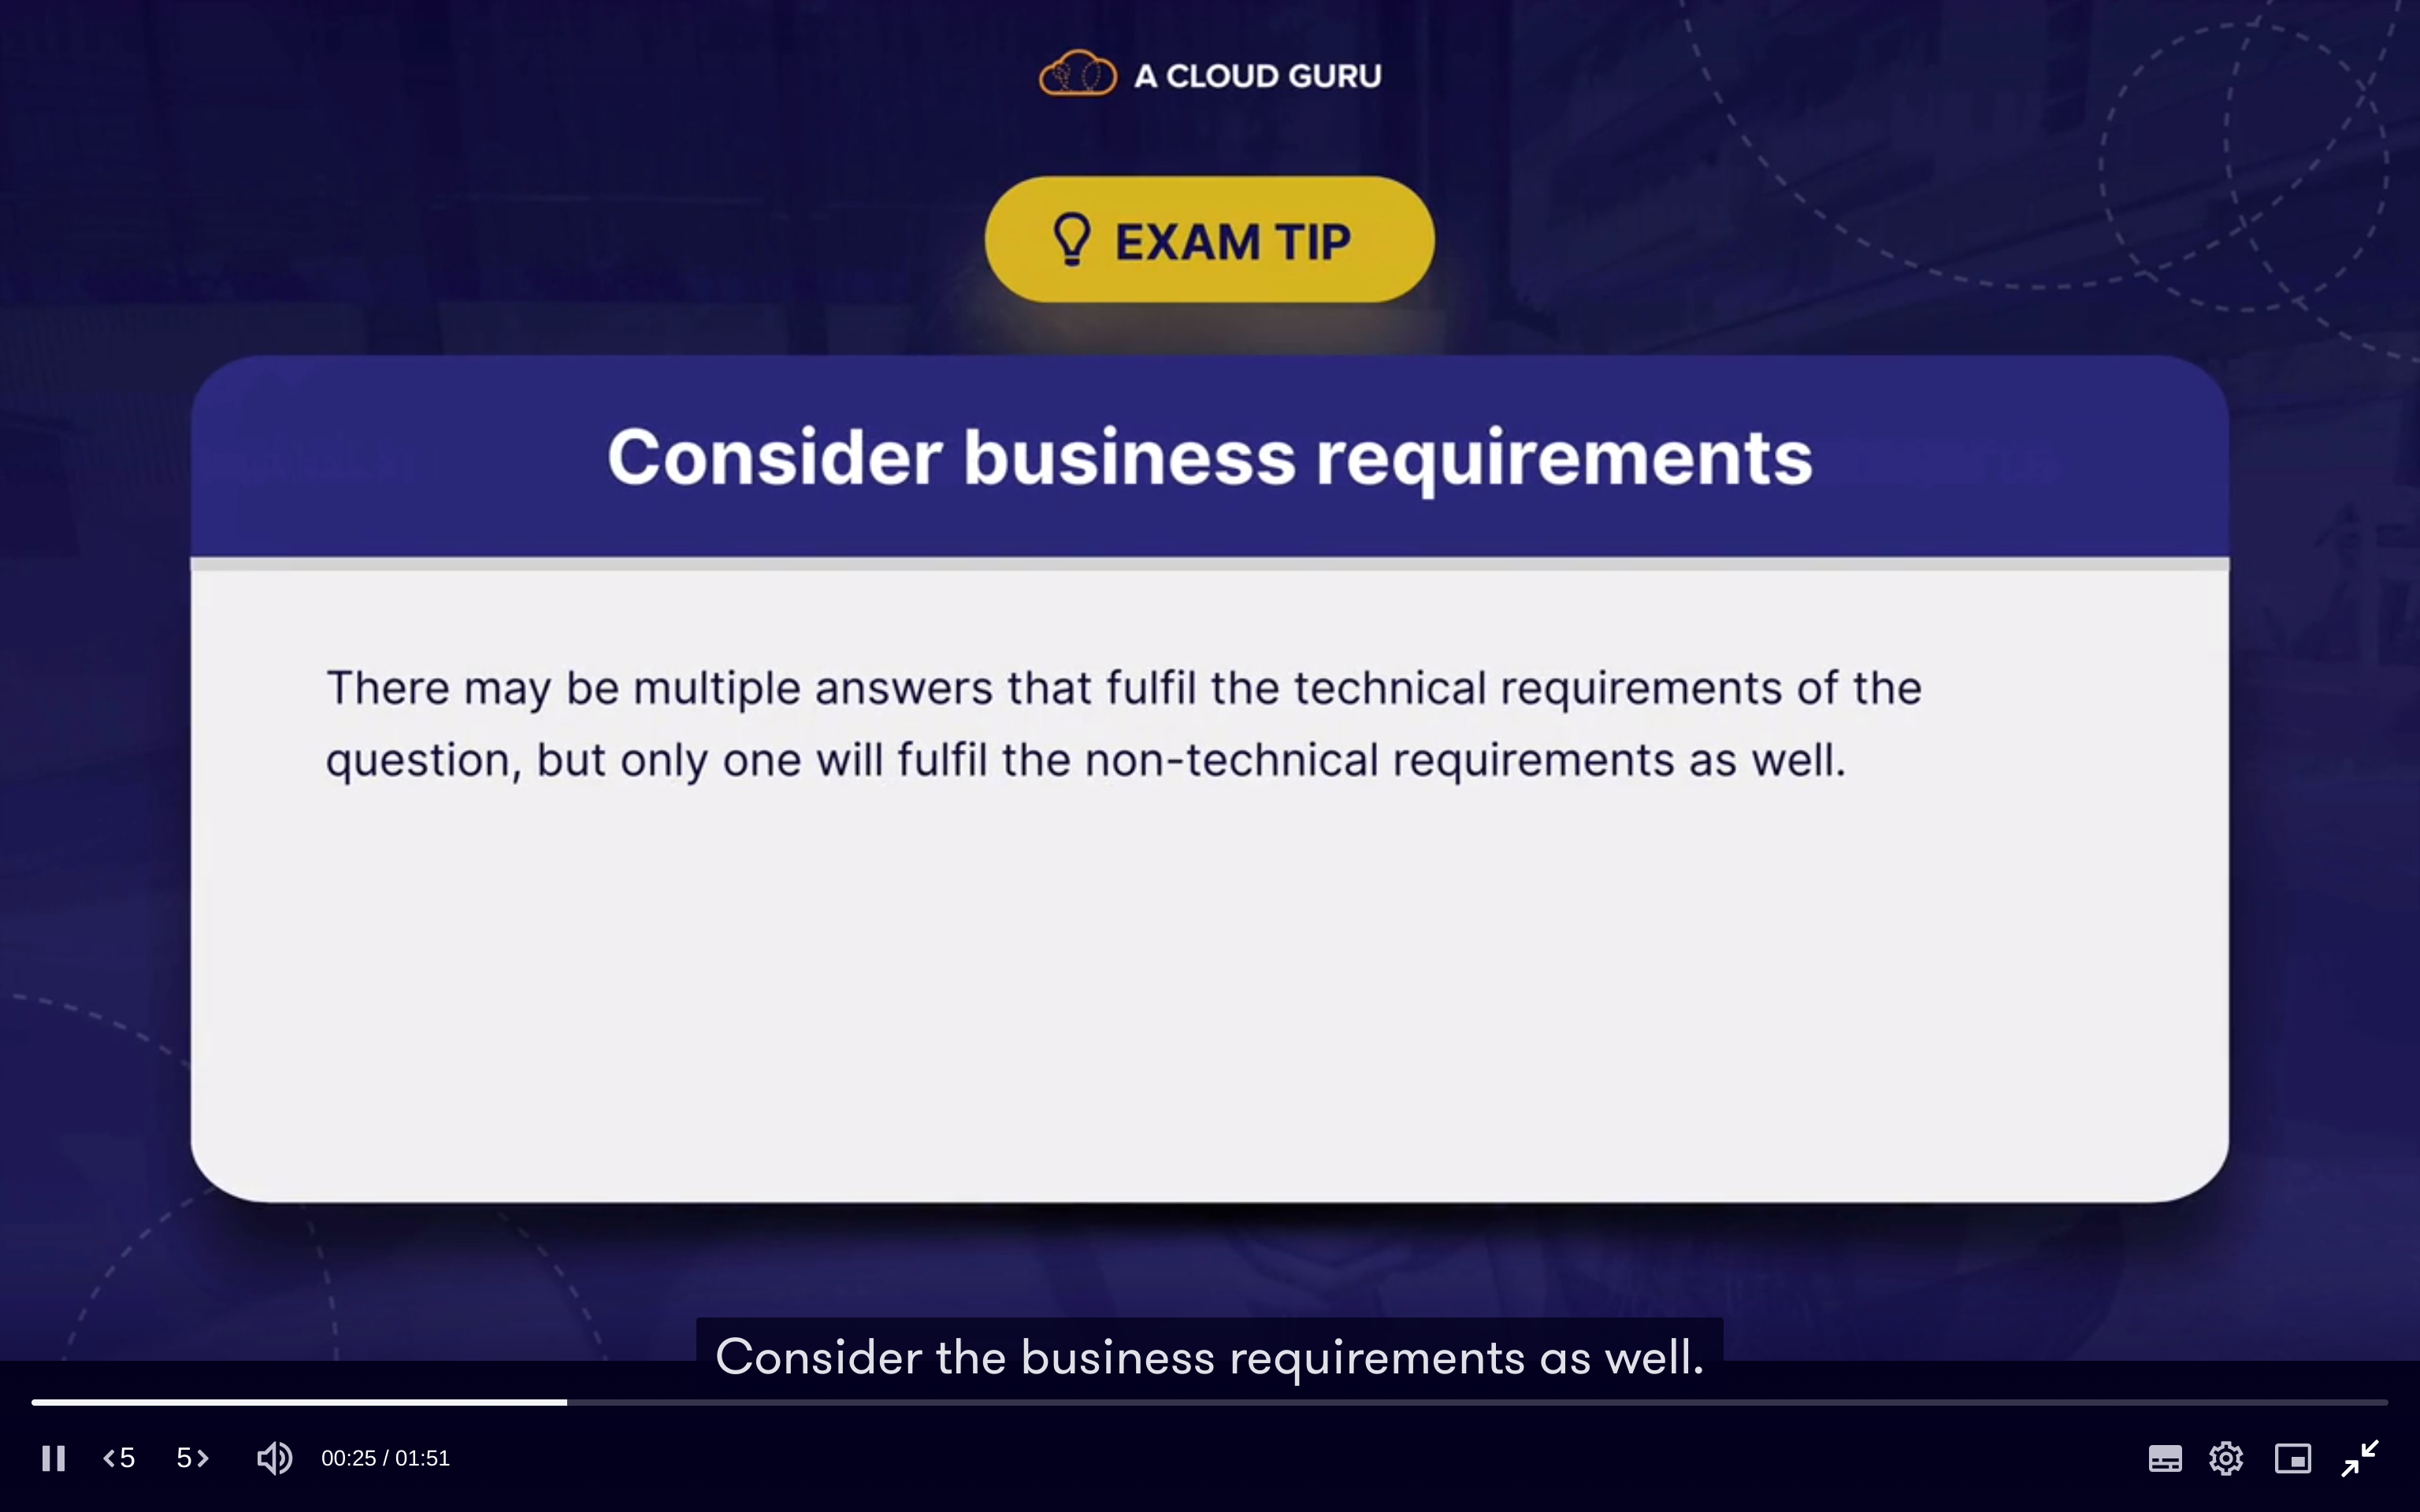 A CLOUD GURU
EXAM TIP
Consider business requirements
There may be multiple answers that fulfil the technical requirements of the
question, but only one will fulfil the non-technical requirements as well.
Consider the business requirements as well.
<5 5> 00:25 / 01:51